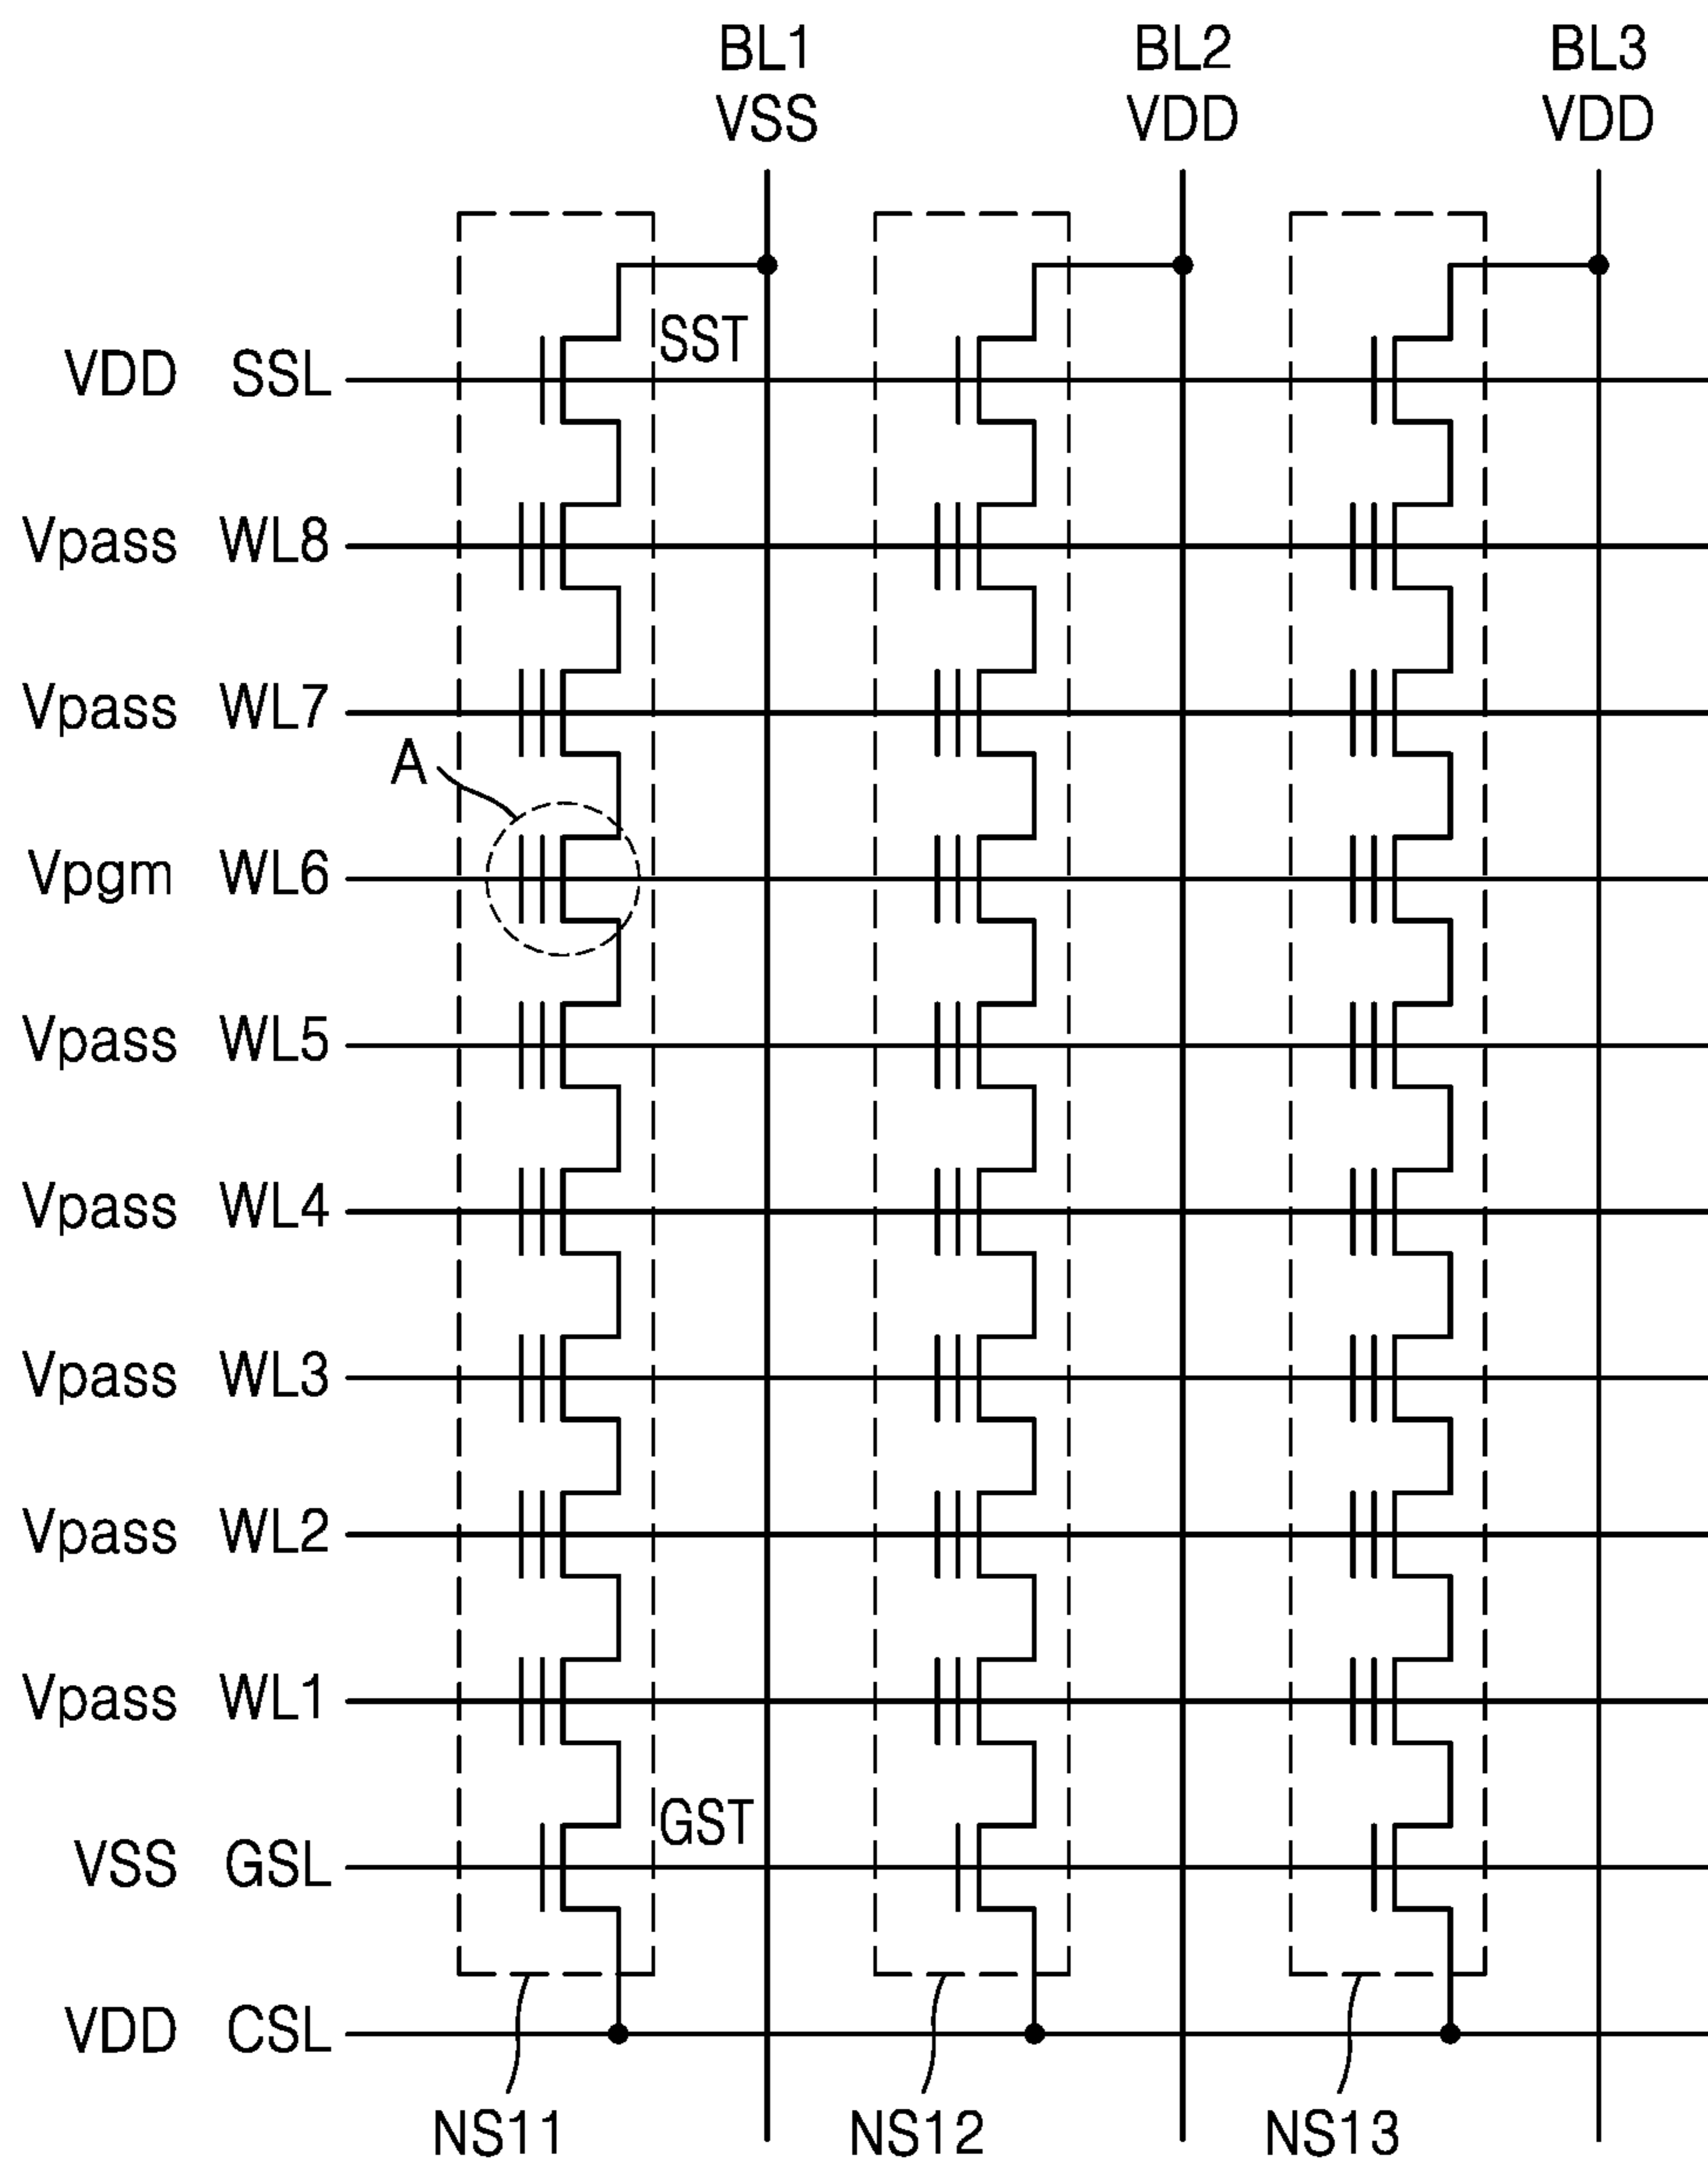 BL1 BL2 BL3
VSS VDD VDD
SST
VDD SSL
Vpass WL8
Vpass WL7
A
Vpgm WL6
Vpass WL5
Vpass WL4
Vpass WL3
Vpass WL2
Vpass WL1
GST
VSS GSL
VDD CSL
NS11 NS12 NS13